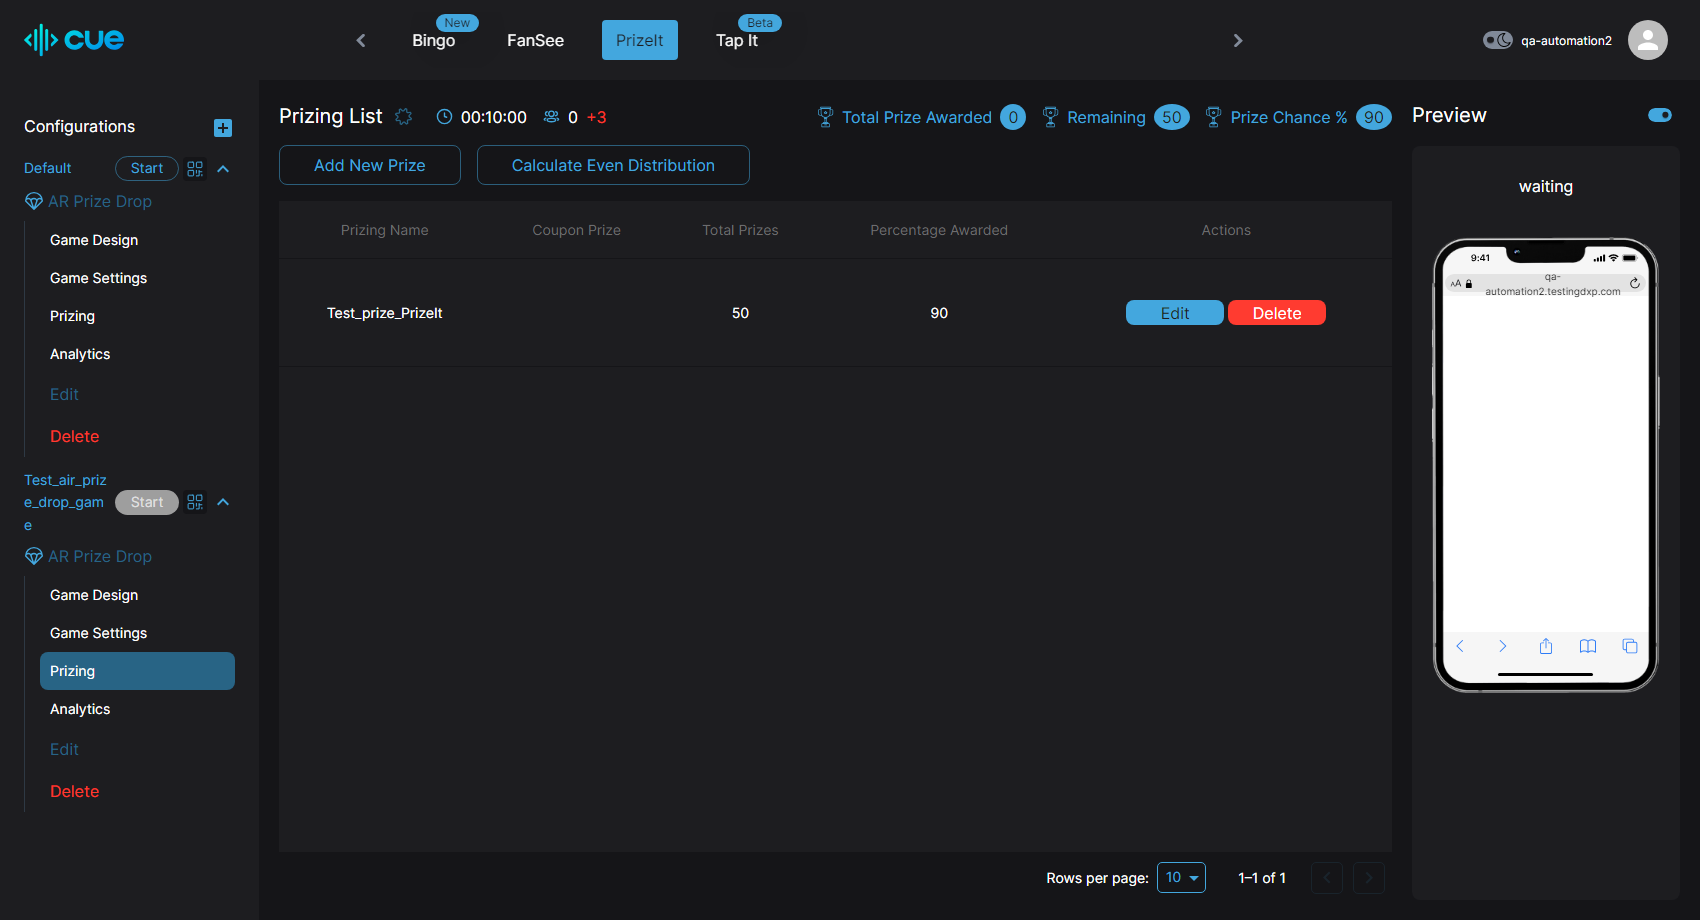 cue
New
Bingo
FanSee
PrizeIt
Beta
Tap It
qa-automation2
Configurations
Default
Start
AR Prize Drop
Game Design
Game Settings
Prizing
Analytics
Edit
Delete
Test_air_priz
e_drop_gam
e
Start
AR Prize Drop
Game Design
Game Settings
Prizing
Analytics
Edit
Delete
Prizing List 00:10:00 0 +3
Total Prize Awarded 0 Remaining 50 Prize Chance % 90
Add New Prize Calculate Even Distribution
Prizing Name Coupon Prize Total Prizes Percentage Awarded Actions
Test_prize_PrizeIt 50 90 Edit Delete
Rows per page: 10 1–1 of 1
Preview
waiting
9:41
AA
qa-
automation2.testingdxp.com